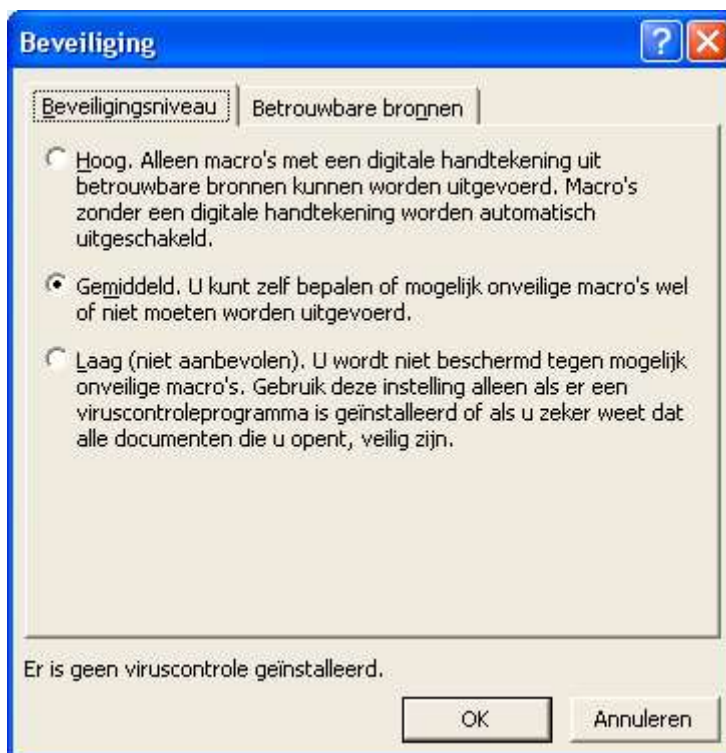 Beveiliging
Beveiligingsniveau
Betrouwbare bronnen
Hoog. Alleen macro's met een digitale handtekening uit
betrouwbare bronnen kunnen worden uitgevoerd. Macro's
zonder een digitale handtekening worden automatisch
uitgeschakeld.
Gemiddeld. U kunt zelf bepalen of mogelijk onveilige macro's wel
of niet moeten worden uitgevoerd.
Laag (niet aanbevolen). U wordt niet beschermd tegen mogelijk
onveilige macro's. Gebruik deze instelling alleen als er een
viruscontroleprogramma is geïnstalleerd of als u zeker weet dat
alle documenten die u opent, veilig zijn.
Er is geen viruscontrole geïnstalleerd.
OK
Annuleren